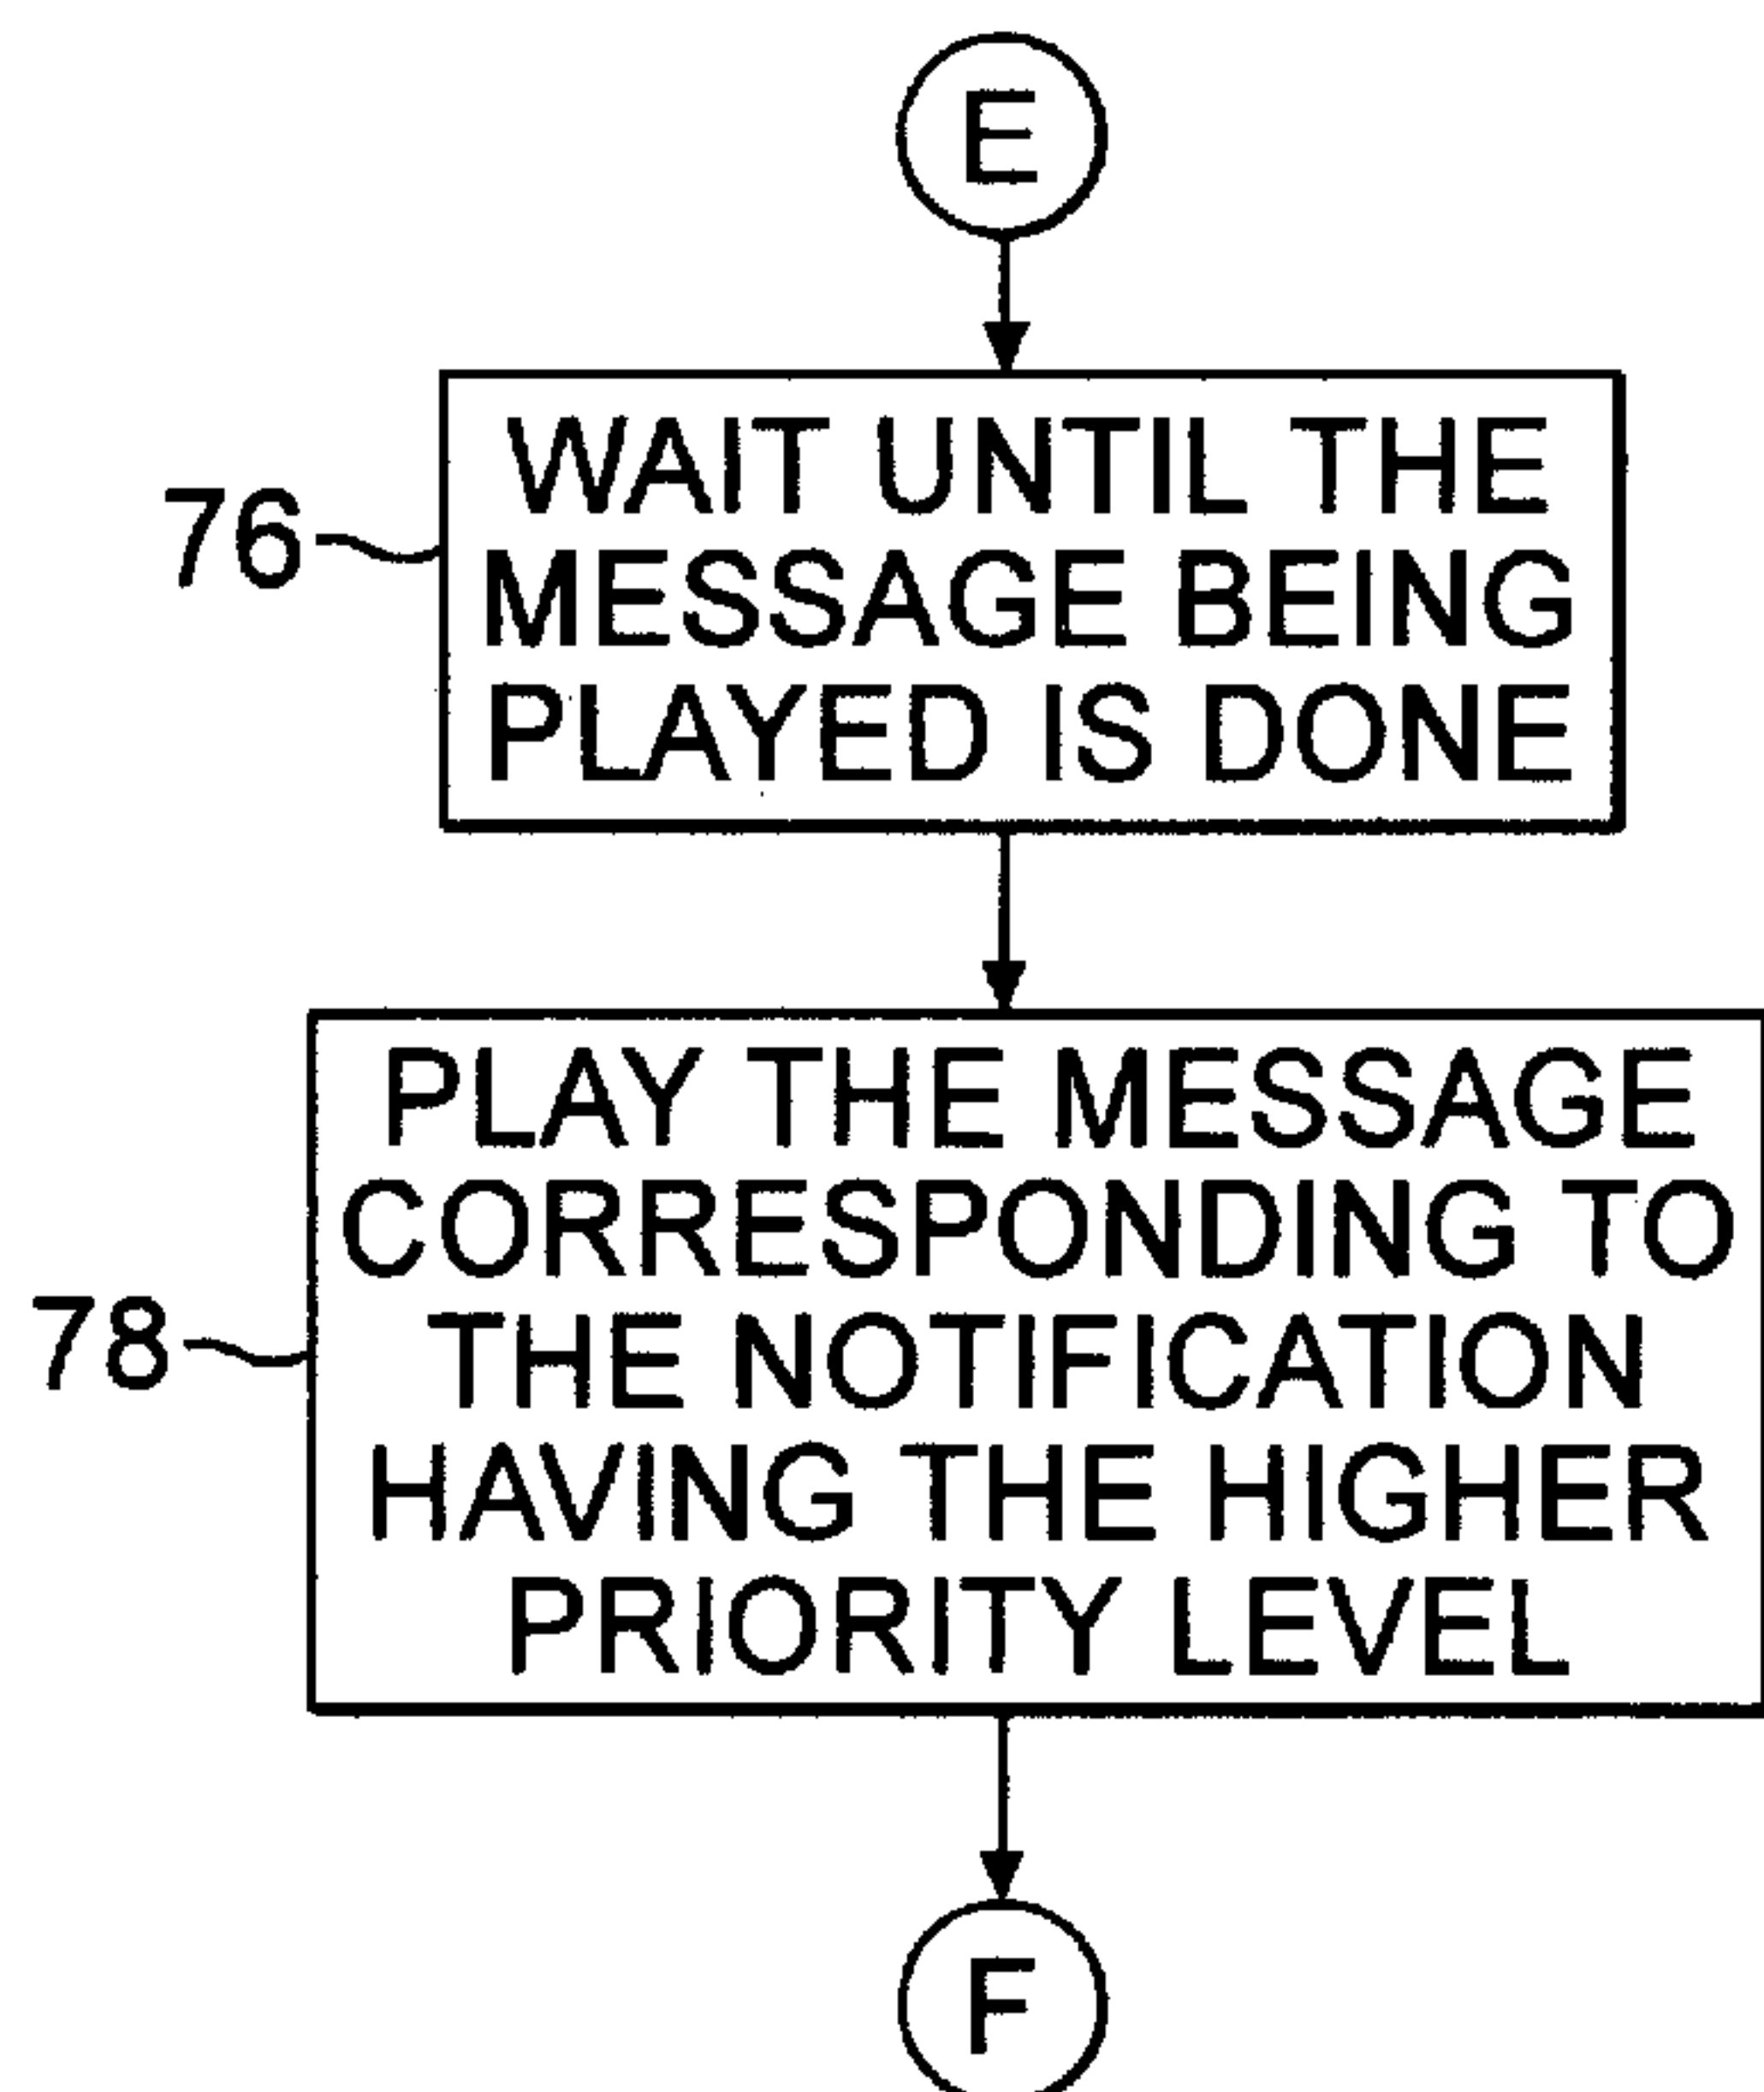 E
76
WAIT UNTIL THE
MESSAGE BEING
PLAYED IS DONE
78
PLAY THE MESSAGE
CORRESPONDING TO
THE NOTIFICATION
HAVING THE HIGHER
PRIORITY LEVEL
F